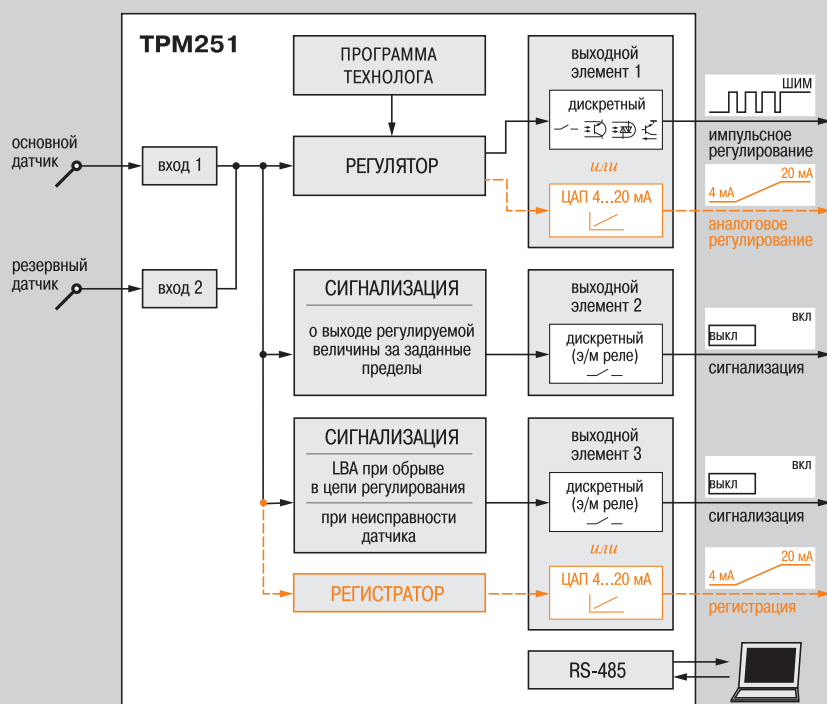 ТРМ251
основной
датчик
вход 1
резервный
датчик
вход 2
ПРОГРАММА
ТЕХНОЛОГА
РЕГУЛЯТОР
выходной
элемент 1
дискретный
или
ЦАП 4...20 мА
ШИМ
импульсное
регулирование
4 мА
20 мА
аналоговое
регулирование
СИГНАЛИЗАЦИЯ
о выходе регулируемой
величины за заданные
пределы
выходной
элемент 2
дискретный
(э/м реле)
вкл
выкл
сигнализация
СИГНАЛИЗАЦИЯ
LBA при обрыве
в цепи регулирования
при неисправности
датчика
выходной
элемент 3
дискретный
(э/м реле)
или
ЦАП 4...20 мА
вкл
выкл
сигнализация
РЕГИСТРАТОР
4 мА
20 мА
регистрация
RS-485